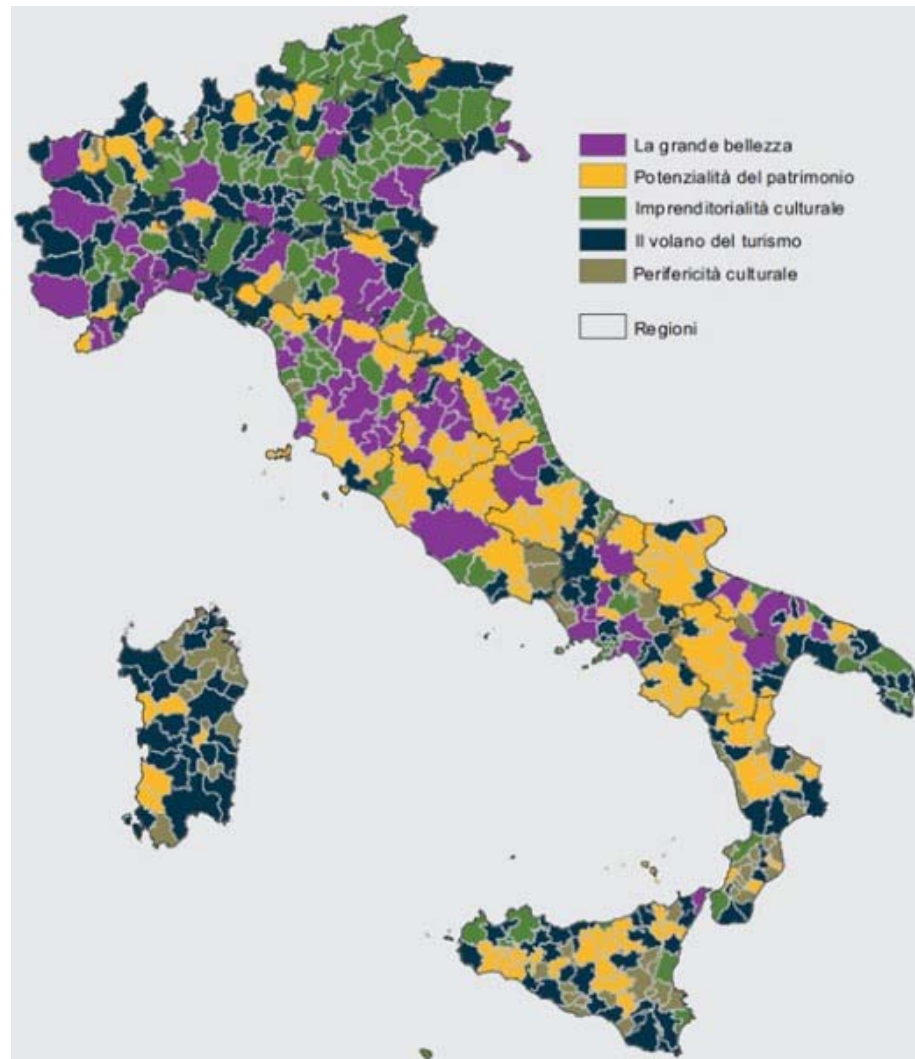 La grande bellezza
Potenzialità del patrimonio
Imprenditorialità culturale
Il volano del turismo
Perifericità culturale
Regioni